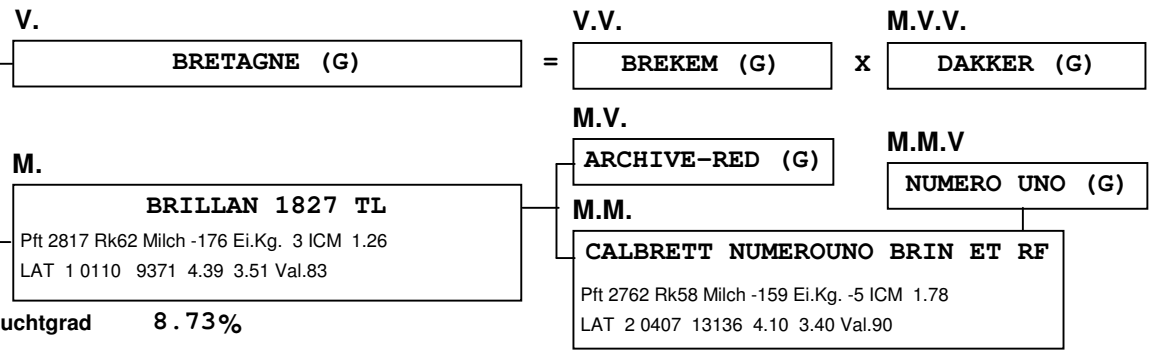 V.
V.V.
M.V.V.
BRETAGNE (G)
=
BREKEM (G)
X
DAKKER (G)
M.V.
ARCHIVE-RED (G)
M.M.V
NUMERO UNO (G)
M.
BRILLAN 1827 TL
Pft 2817 Rk62 Milch -176 Ei.Kg. 3 ICM 1.26
LAT 1 0110 9371 4.39 3.51 Val.83
M.M.
CALBRETT NUMEROUNO BRIN ET RF
Pft 2762 Rk58 Milch -159 Ei.Kg. -5 ICM 1.78
LAT 2 0407 13136 4.10 3.40 Val.90
uchtgrad 8.73%